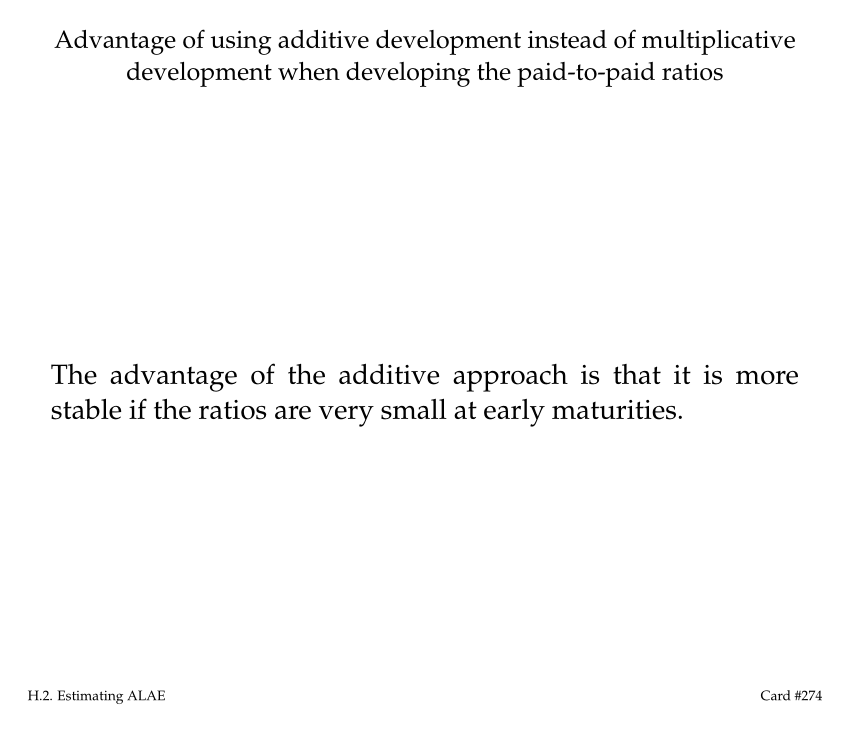 Advantage of using additive development instead of multiplicative
development when developing the paid-to-paid ratios
The advantage of the additive approach is that it is more
stable if the ratios are very small at early maturities.
H.2. Estimating ALAE
Card #274